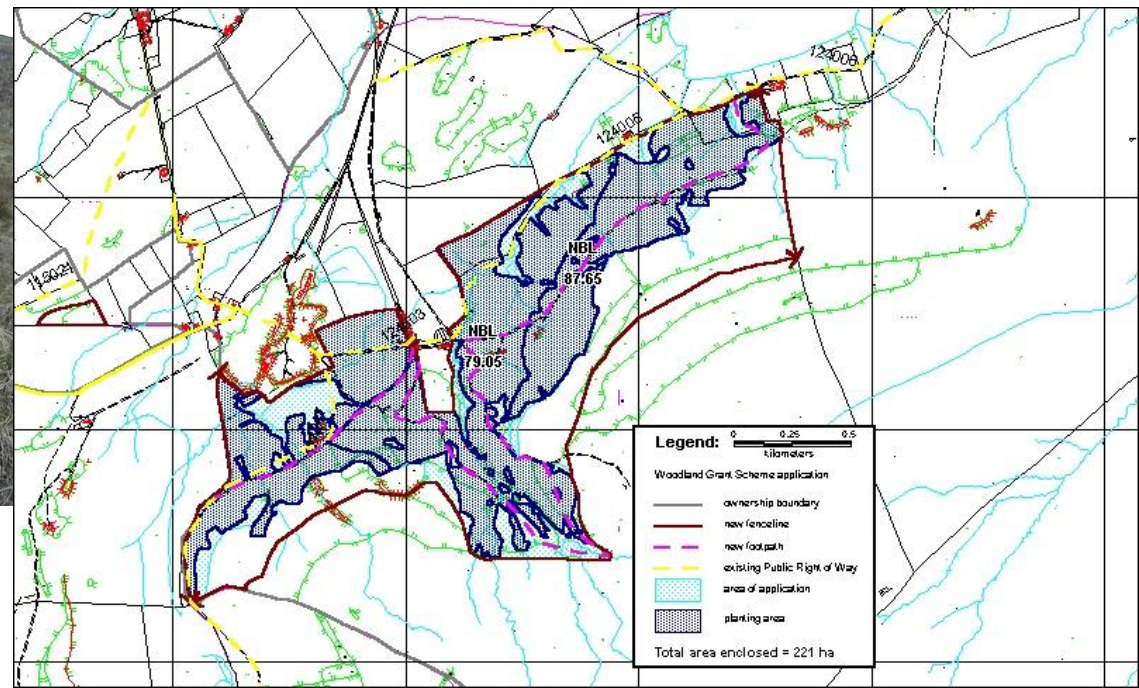 124006
124006
NBL
87.65
NBL
79.05
Legend:
0 0.25 0.5
kilometers
Woodland Grant Scheme application
ownership boundary
new fenceline
new footpath
existing Public Right of Way
area of application
planting area
Total area enclosed = 221 ha